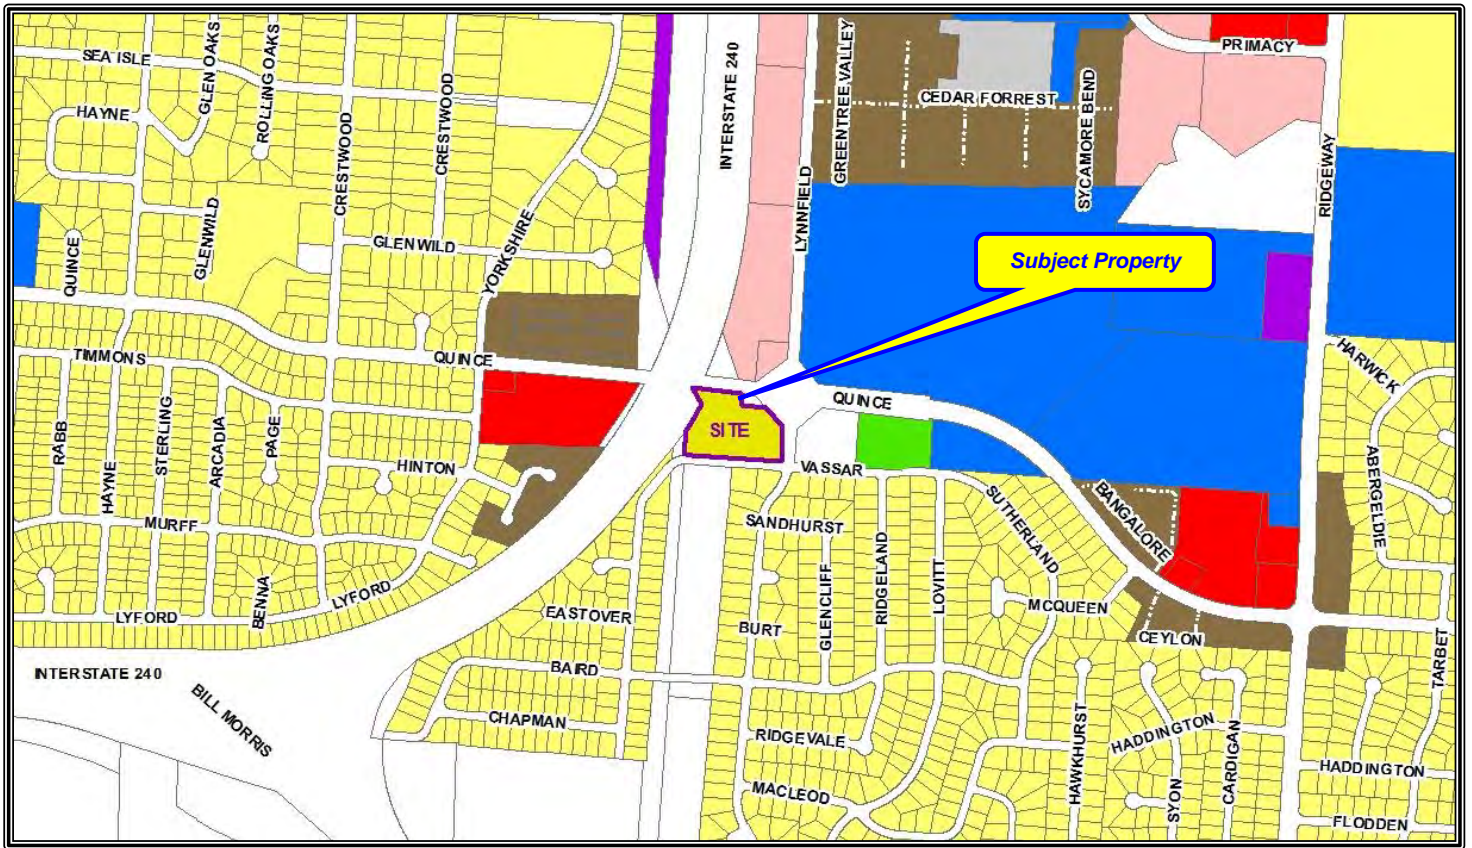 SEA ISLE
GLEN OAKS
ROLLING OAKS
HAYNE
CRESTWOOD
CRESTWOOD
INTERSTATE 240
GREENTREE VALLEY
CEDAR FORREST
SYCAMORE BEND
PRIMACY
RIDGEWAY
LYNNFIELD
QUINCE
GLENWILD
GLENWILD
YORKSHIRE
Subject Property
TIMMONS
QUINCE
QUINCE
HARWICK
SITE
RABB
HAYNE
STERLING
ARCADIA
PAGE
HINTON
VASSAR
ABERGELDIE
MURFF
SANDHURST
SUTHERLAND
BANGALORE
BENNA
LYFORD
LYFORD
EASTOVER
BURT
GLENCLIFF
RIDGELAND
LOVITT
MCQUEEN
CEYLON
TARBET
INTERSTATE 240
BILL MORRIS
BAIRD
CHAPMAN
RIDGEVALE
HAWKHURST
HADDINGTON
SYON
CARDIGAN
HADDINGTON
MACLEOD
FLODDEN